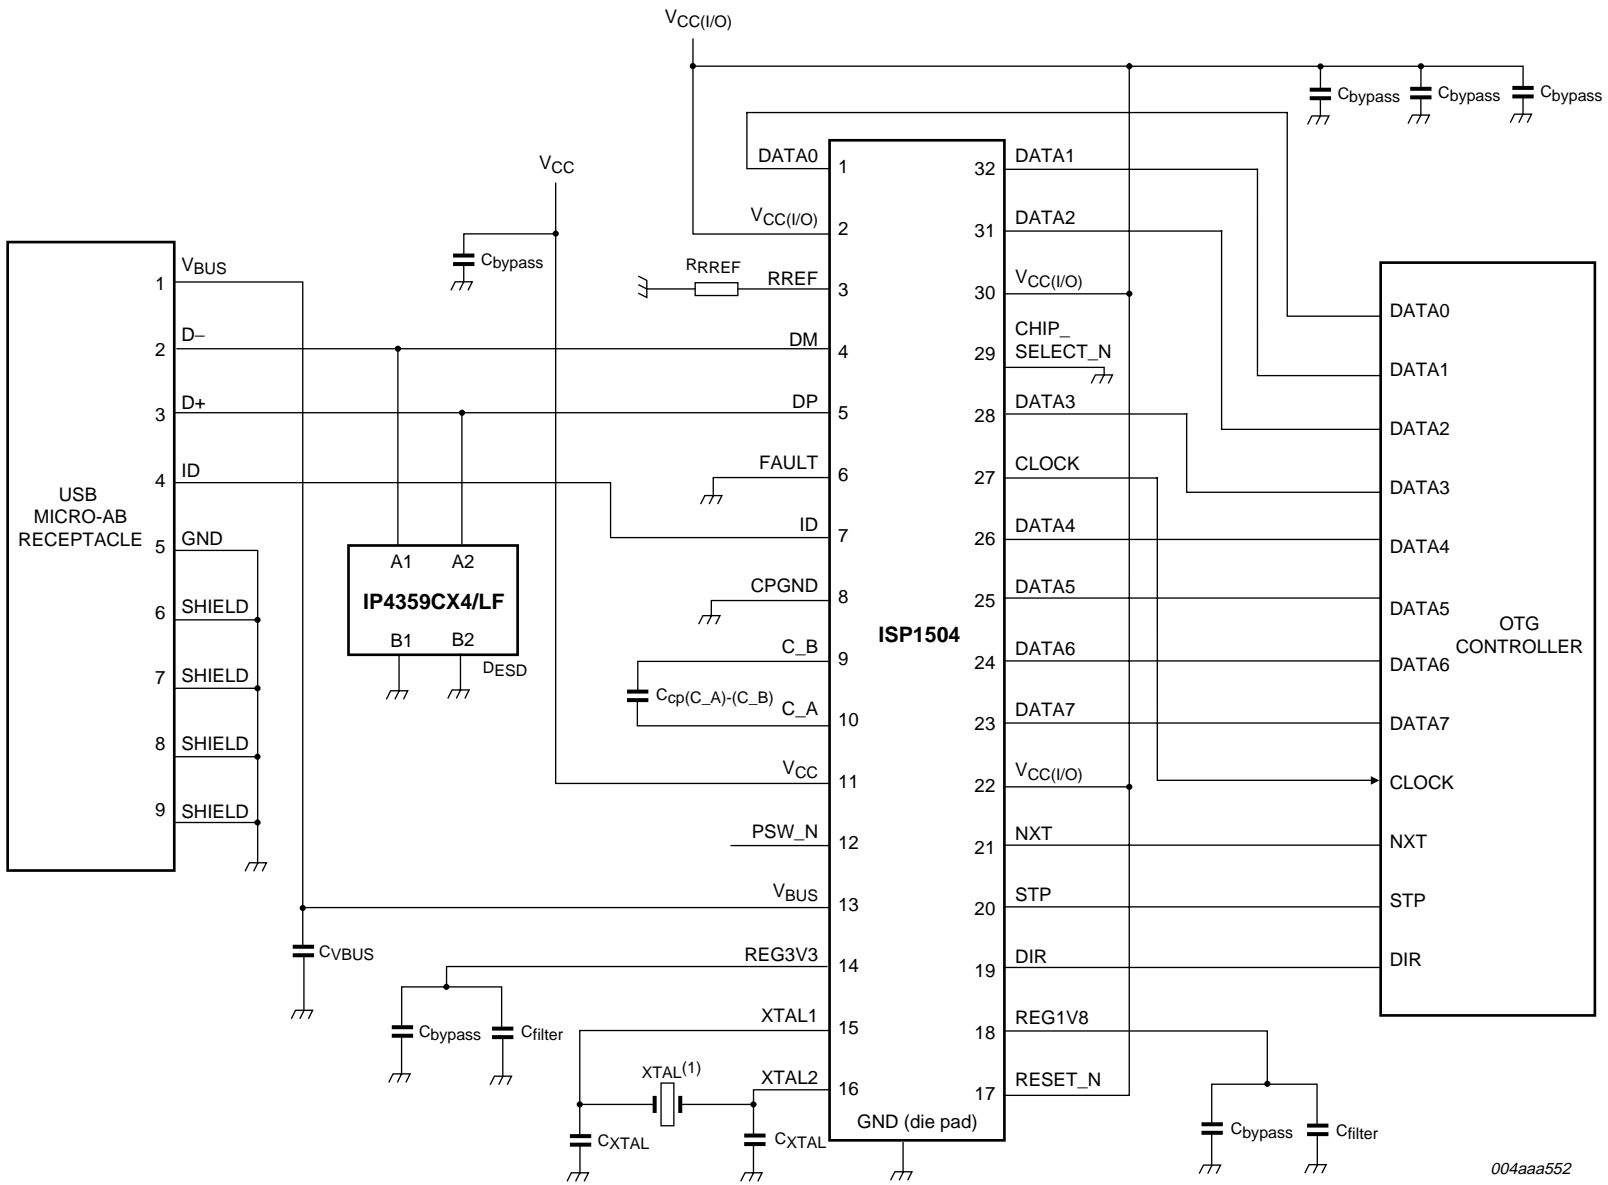 VCC(I/O)
Cbypass
Cbypass
Cbypass
VCC
Cbypass
USB
MICRO-AB
RECEPTACLE
1 VBUS
2 D−
3 D+
4 ID
5 GND
6 SHIELD
7 SHIELD
8 SHIELD
9 SHIELD
A1 A2
IP4359CX4/LF
B1 B2
DESD
CVBUS
RRREF
Ccp(C_A)-(C_B)
Cbypass
Cfilter
XTAL(1)
CXTAL
CXTAL
ISP1504
DATA0 1
VCC(I/O) 2
RREF 3
DM 4
DP 5
FAULT 6
ID 7
CPGND 8
C_B 9
C_A 10
VCC 11
PSW_N 12
VBUS 13
REG3V3 14
XTAL1 15
XTAL2 16
GND (die pad)
32 DATA1
31 DATA2
30 VCC(I/O)
29 CHIP_
SELECT_N
28 DATA3
27 CLOCK
26 DATA4
25 DATA5
24 DATA6
23 DATA7
22 VCC(I/O)
21 NXT
20 STP
19 DIR
18 REG1V8
17 RESET_N
Cbypass
Cfilter
OTG
CONTROLLER
DATA0
DATA1
DATA2
DATA3
DATA4
DATA5
DATA6
DATA7
CLOCK
NXT
STP
DIR
004aaa552